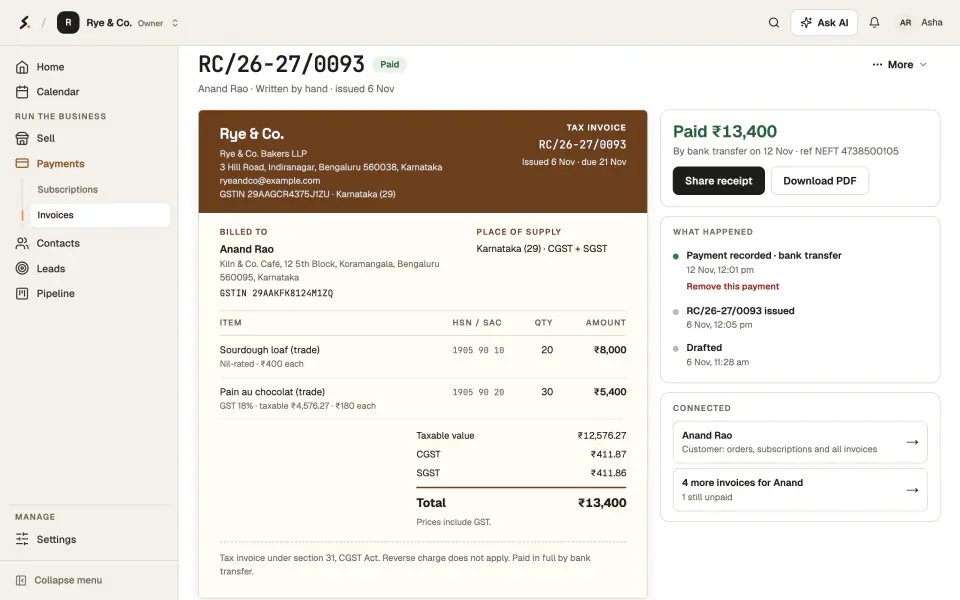 / R Rye & Co. Owner
Ask AI AR Asha
Home
Calendar
RUN THE BUSINESS
Sell
Payments
Subscriptions
Invoices
Contacts
Leads
Pipeline
MANAGE
Settings
Collapse menu
RC/26-27/0093 Paid
Anand Rao · Written by hand · issued 6 Nov
··· More
Rye & Co.
Rye & Co. Bakers LLP
3 Hill Road, Indiranagar, Bengaluru 560038, Karnataka
ryeandco@example.com
GSTIN 29AAGCR4375J1ZU · Karnataka (29)
TAX INVOICE
RC/26-27/0093
Issued 6 Nov · due 21 Nov
BILLED TO
Anand Rao
Kiln & Co. Café, 12 5th Block, Koramangala, Bengaluru
560095, Karnataka
GSTIN 29AAKFK8124M1ZQ
PLACE OF SUPPLY
Karnataka (29) · CGST + SGST
ITEM HSN / SAC QTY AMOUNT
Sourdough loaf (trade) 1905 90 10 20 ₹8,000
Nil-rated · ₹400 each
Pain au chocolat (trade) 1905 90 20 30 ₹5,400
GST 18% · taxable ₹4,576.27 · ₹180 each
Taxable value ₹12,576.27
CGST ₹411.87
SGST ₹411.86
Total ₹13,400
Prices include GST.
Tax invoice under section 31, CGST Act. Reverse charge does not apply. Paid in full by bank
transfer.
Paid ₹13,400
By bank transfer on 12 Nov · ref NEFT 4738500105
Share receipt Download PDF
WHAT HAPPENED
Payment recorded · bank transfer
12 Nov, 12:01 pm
Remove this payment
RC/26-27/0093 issued
6 Nov, 12:05 pm
Drafted
6 Nov, 11:28 am
CONNECTED
Anand Rao
Customer: orders, subscriptions and all invoices
→
4 more invoices for Anand
1 still unpaid
→